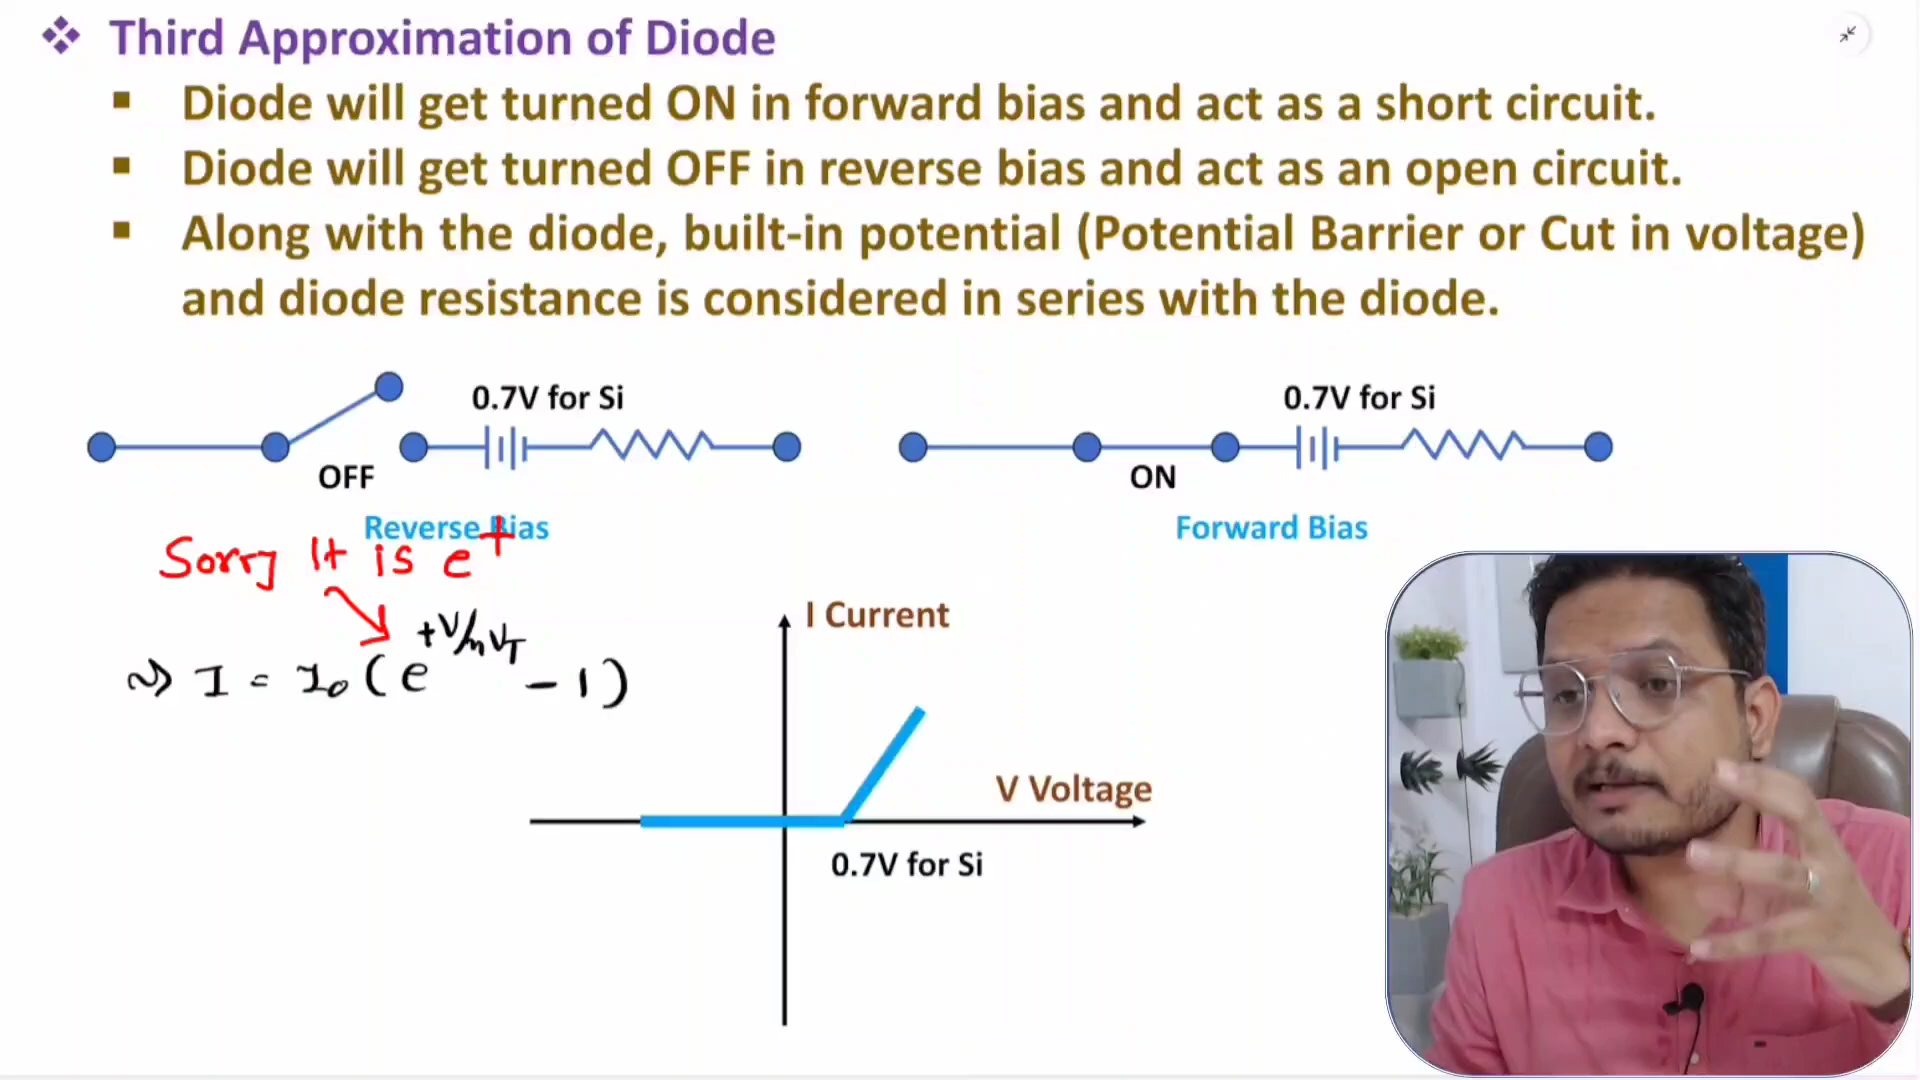 Third Approximation of Diode
Diode will get turned ON in forward bias and act as a short circuit.
Diode will get turned OFF in reverse bias and act as an open circuit.
Along with the diode, built-in potential (Potential Barrier or Cut in voltage)
and diode resistance is considered in series with the diode.
0.7V for Si
OFF
Reverse Bias
0.7V for Si
ON
Forward Bias
Sorry It is e+
⇒ I = I₀ (e^{+V/ηV_T} - 1)
I Current
V Voltage
0.7V for Si